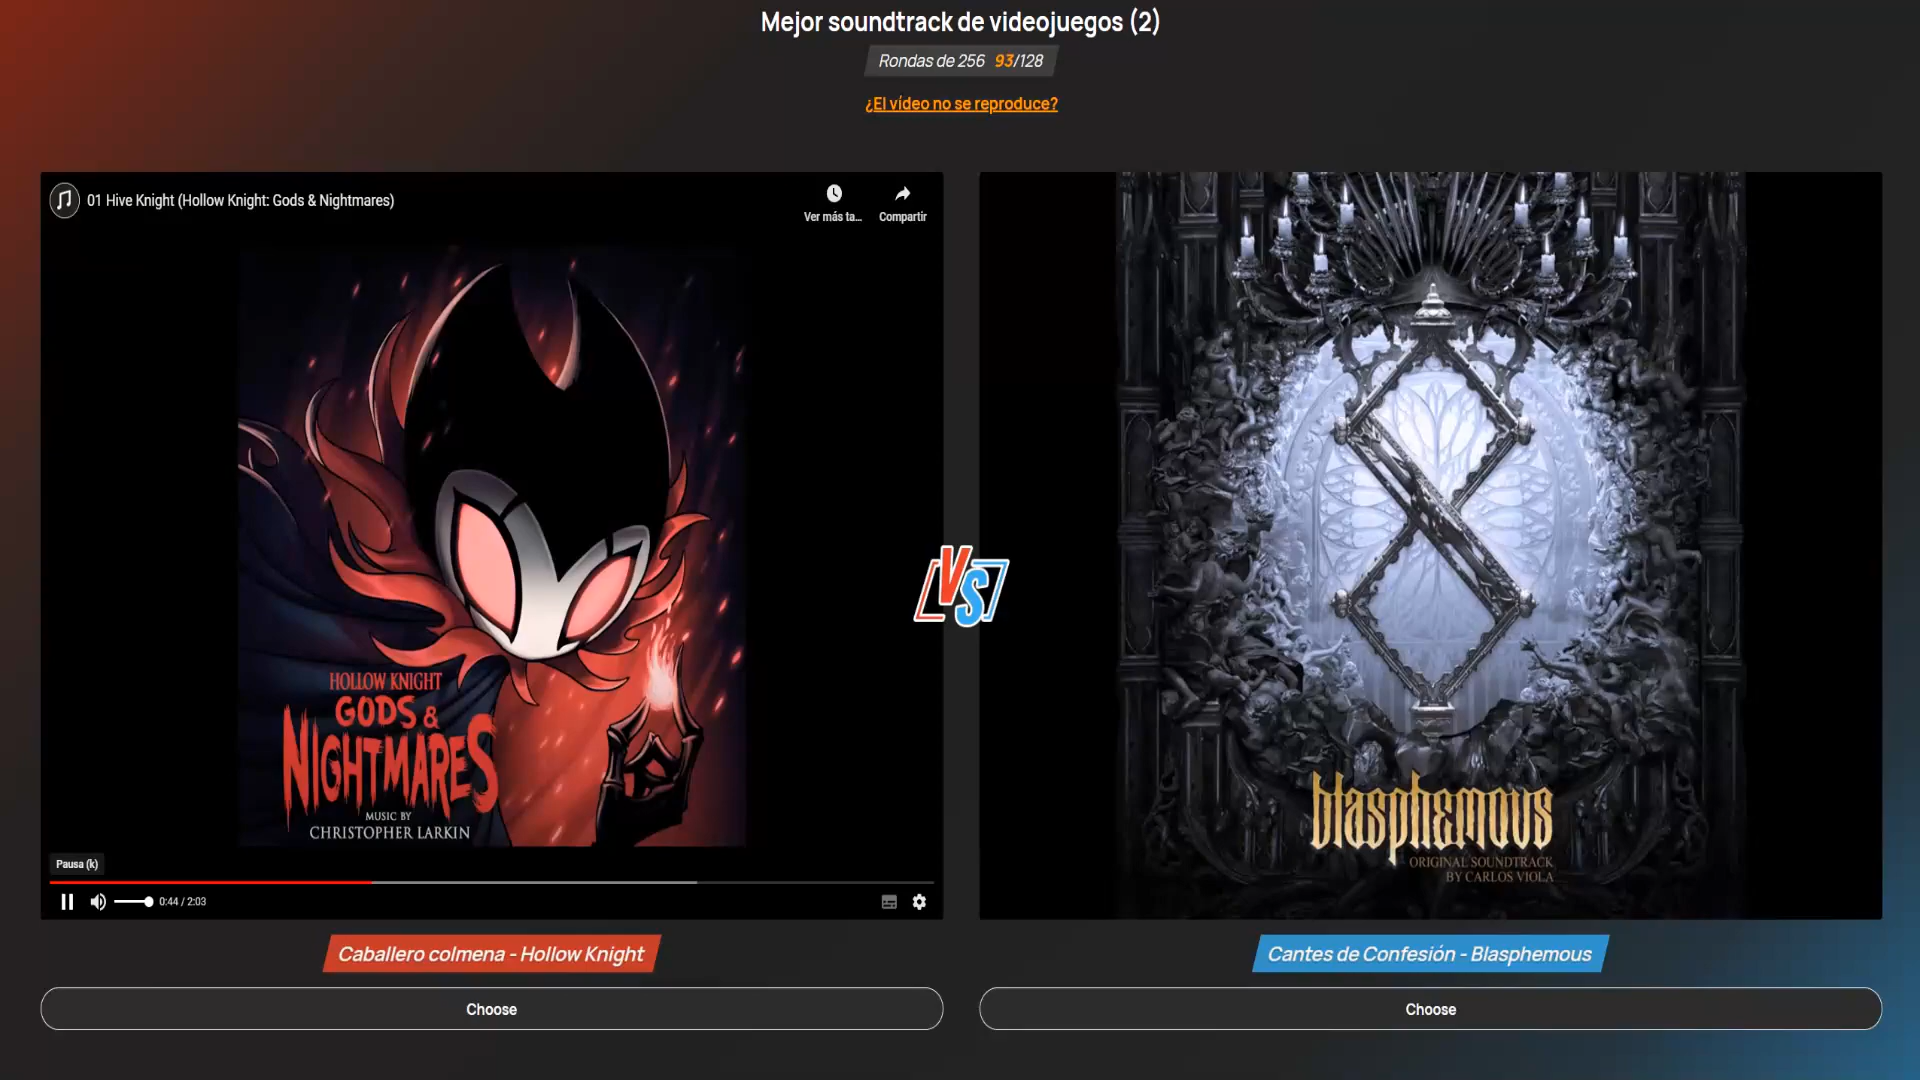 Mejor soundtrack de videojuegos (2)
Rondas de 256 93/128
¿El vídeo no se reproduce?
01 Hive Knight (Hollow Knight: Gods & Nightmares)
Ver más ta...
Compartir
HOLLOW KNIGHT
GODS &
NIGHTMARES
MUSIC BY
CHRISTOPHER LARKIN
Pausa (k)
0:44 / 2:03
VS
blasphemous
ORIGINAL SOUNDTRACK
BY CARLOS VIOLA
Caballero colmena - Hollow Knight
Cantes de Confesión - Blasphemous
Choose
Choose